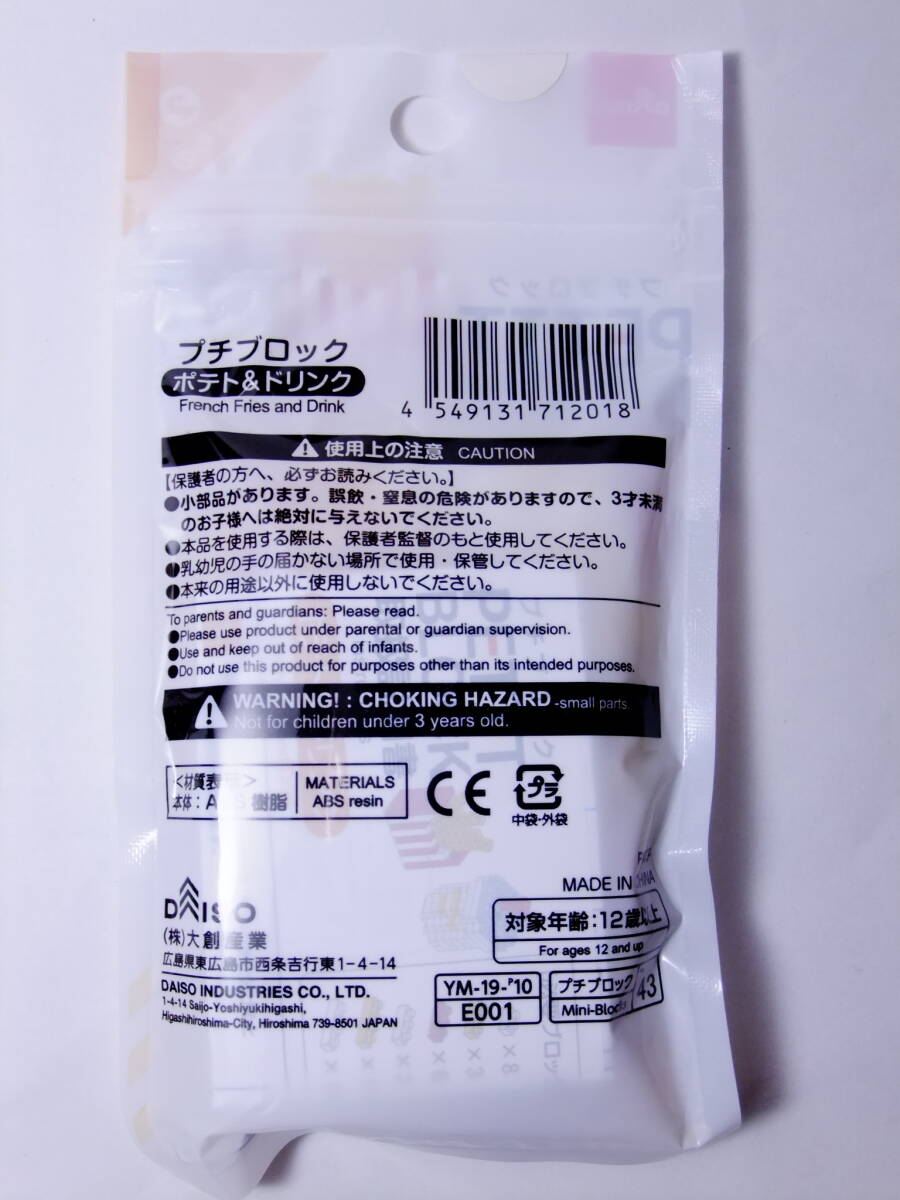 プチブロック
ポテト&ドリンク
French Fries and Drink
4 549131 712018
使用上の注意 CAUTION
【保護者の方へ、必ずお読みください。】
●小部品があります。誤飲・窒息の危険がありますので、3才未満
のお子様へは絶対に与えないでください。
●本品を使用する際は、保護者監督のもと使用してください。
●乳幼児の手の届かない場所で使用・保管してください。
●本来の用途以外に使用しないでください。
To parents and guardians: Please read.
●Please use product under parental or guardian supervision.
●Use and keep out of reach of infants.
●Do not use this product for purposes other than its intended purposes.
WARNING! : CHOKING HAZARD -small parts.
Not for children under 3 years old.
<材質表示>
本体:ABS樹脂
MATERIALS
ABS resin
CE
プラ
中袋・外袋
MADE IN CHINA
対象年齢:12歳以上
For ages 12 and up
DAISO
(株)大創産業
広島県東広島市西条吉行東1-4-14
DAISO INDUSTRIES CO., LTD.
1-4-14 Saijo-Yoshiyukihigashi,
Higashihiroshima-City, Hiroshima 739-8501 JAPAN
YM-19-P10
E001
プチブロック
Mini-Blocks
43